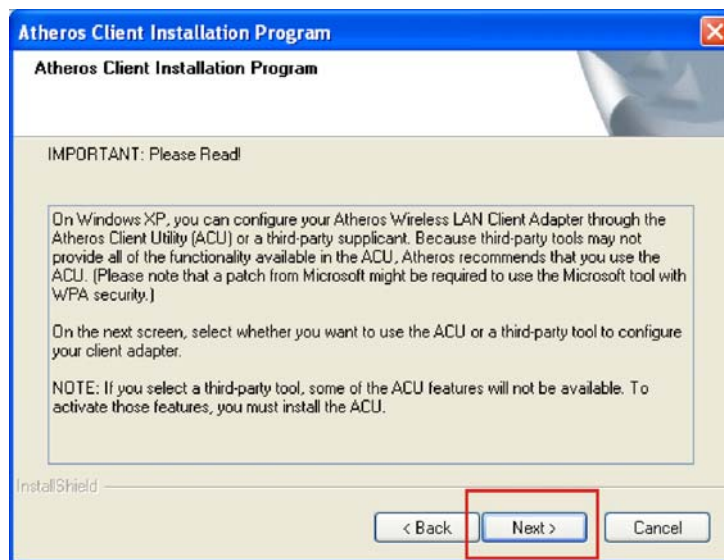 Atheros Client Installation Program
Atheros Client Installation Program
IMPORTANT: Please Read!
On Windows XP, you can configure your Atheros Wireless LAN Client Adapter through the
Atheros Client Utility (ACU) or a third-party supplicant. Because third-party tools may not
provide all of the functionality available in the ACU, Atheros recommends that you use the
ACU. (Please note that a patch from Microsoft might be required to use the Microsoft tool with
WPA security.)
On the next screen, select whether you want to use the ACU or a third-party tool to configure
your client adapter.
NOTE: If you select a third-party tool, some of the ACU features will not be available. To
activate those features, you must install the ACU.
InstallShield
< Back
Next >
Cancel